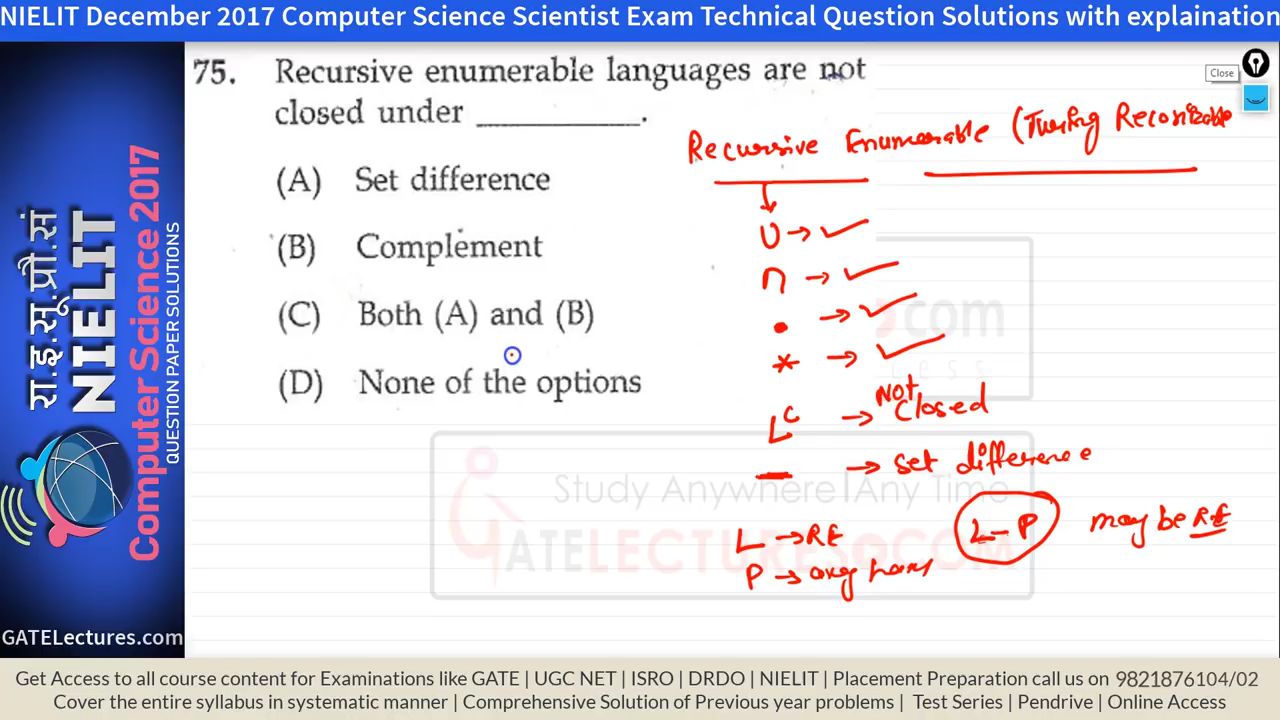 NIELIT December 2017 Computer Science Scientist Exam Technical Question Solutions with explaination
Close
75. Recursive enumerable languages are not
closed under __________.
Recursive Enumerable (Turing
(A) Set difference
U → ✓
(B) Complement
∩ → ✓
(C) Both (A) and (B)
• → ✓
* → ✓
(D) None of the options
L^C → NOT Closed
— → set difference
Study Anywhere Any Time
L → RE
L-P may be RE
GATELECTURES.COM
P →
रा.इ.सू.प्रौ.सं
NIELIT
Computer Science 2017
QUESTION PAPER SOLUTIONS
GATELectures.com
Get Access to all course content for Examinations like GATE | UGC NET | ISRO | DRDO | NIELIT | Placement Preparation call us on 9821876104/02
Cover the entire syllabus in systematic manner | Comprehensive Solution of Previous year problems | Test Series | Pendrive | Online Access